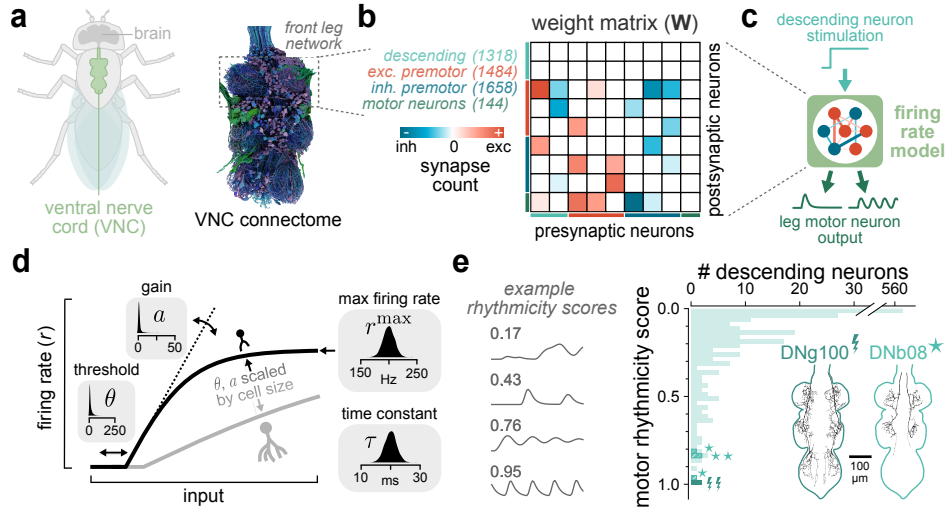 a
brain
ventral nerve
cord (VNC)
front leg
network
VNC connectome
b
weight matrix (W)
descending (1318)
exc. premotor (1484)
inh. premotor (1658)
motor neurons (144)
- +
inh 0 exc
synapse
count
postsynaptic neurons
presynaptic neurons
c
descending neuron
stimulation
firing
rate
model
leg motor neuron
output
d
firing rate (r)
gain
a
0 50
threshold
θ
0 250
θ, a scaled
by cell size
max firing rate
r^max
150 250
Hz
time constant
τ
10 30
ms
input
e
example
rhythmicity scores
0.17
0.43
0.76
0.95
# descending neurons
0 10 20 30 560
motor rhythmicity score
0.0
0.5
1.0
DNg100
DNb08
100
μm